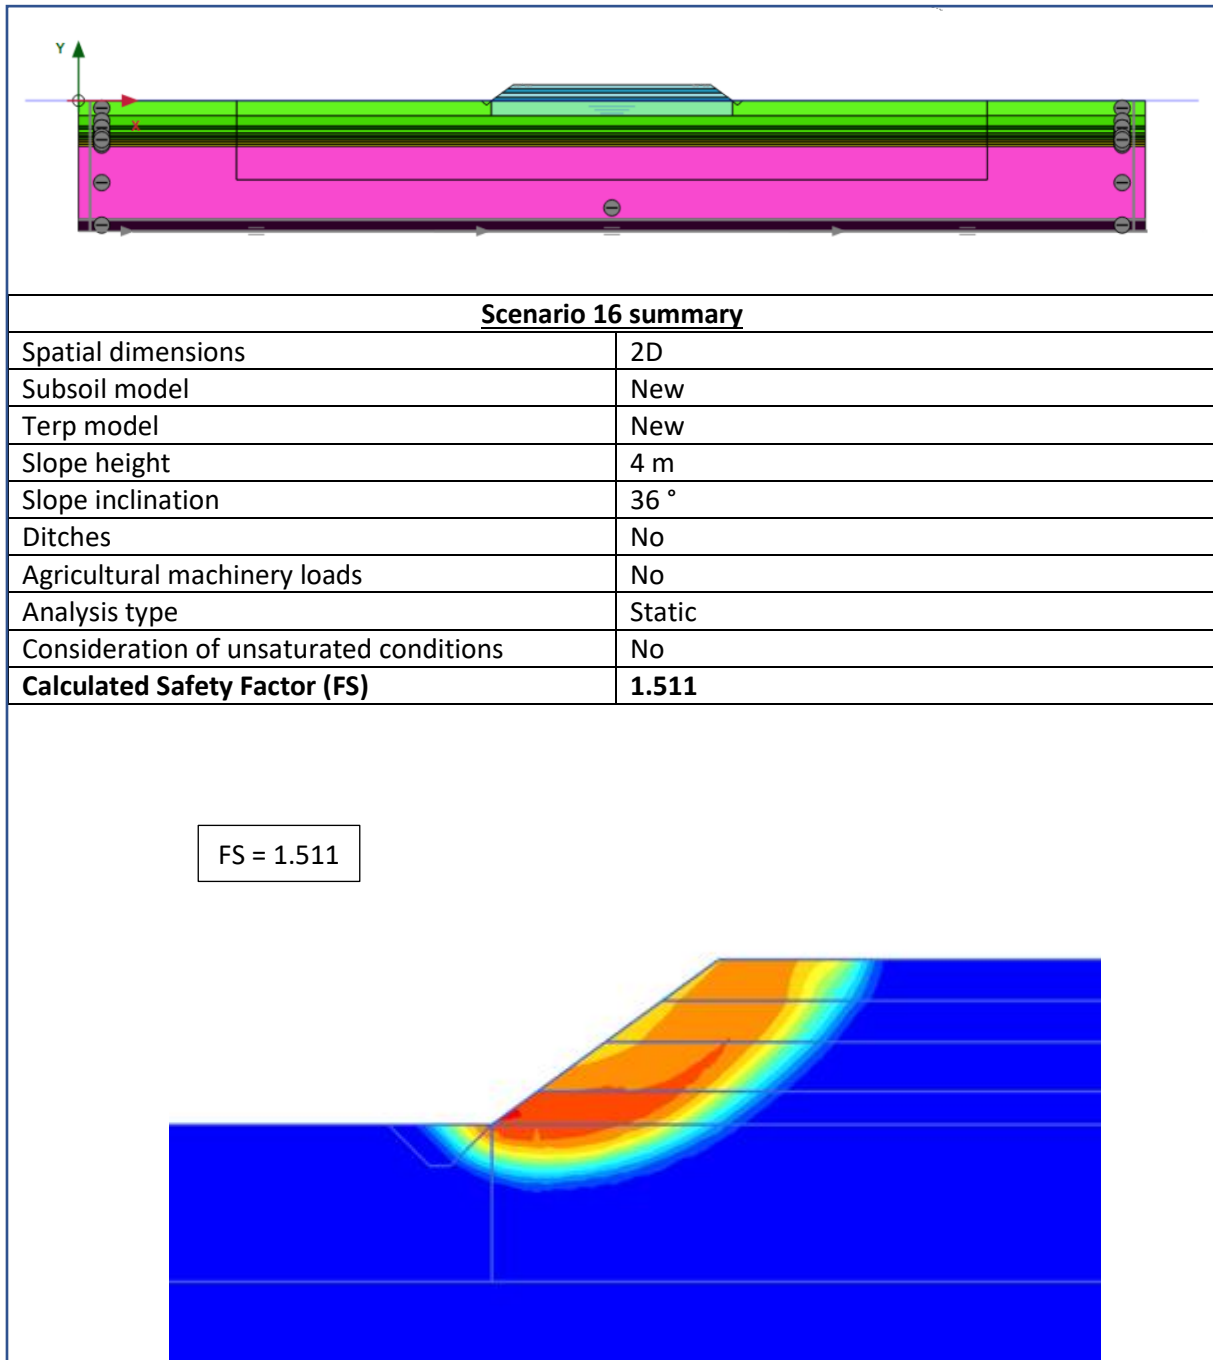 Y
X
Scenario 16 summary
Spatial dimensions 2D
Subsoil model New
Terp model New
Slope height 4 m
Slope inclination 36 °
Ditches No
Agricultural machinery loads No
Analysis type Static
Consideration of unsaturated conditions No
Calculated Safety Factor (FS) 1.511
FS = 1.511